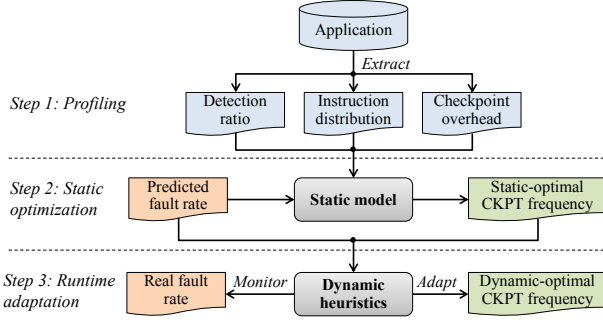 Application
Extract
Step 1: Profiling
Detection
ratio
Instruction
distribution
Checkpoint
overhead
Step 2: Static
optimization
Predicted
fault rate
Static model
Static-optimal
CKPT frequency
Step 3: Runtime
adaptation
Real fault
rate
Monitor
Dynamic
heuristics
Adapt
Dynamic-optimal
CKPT frequency